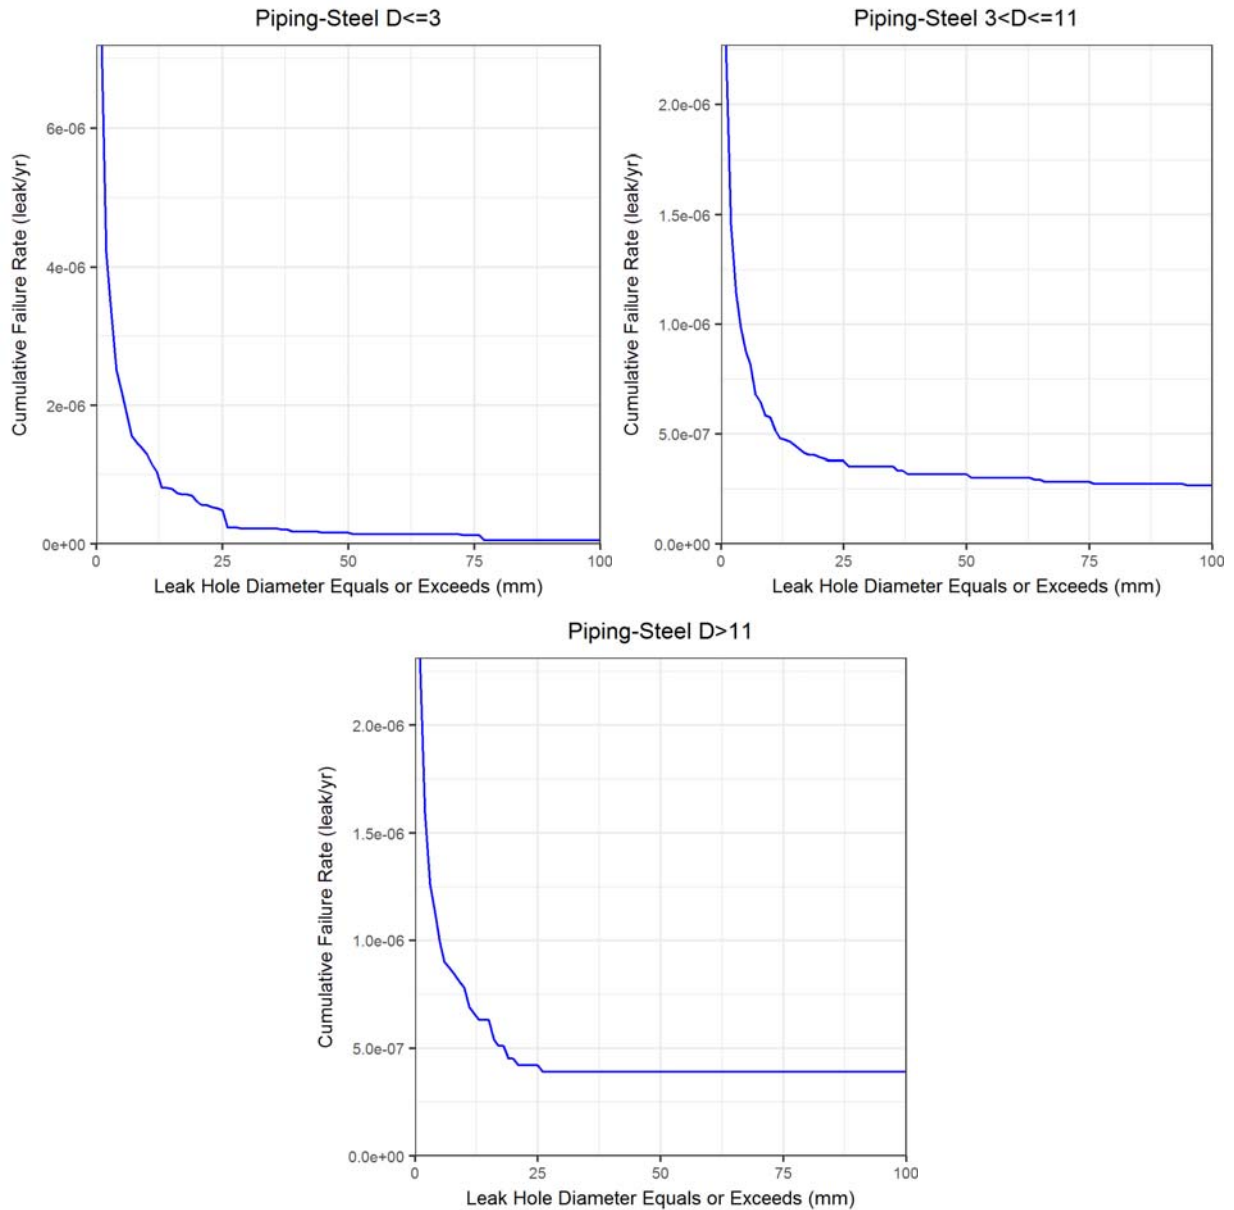 Piping-Steel D<=3
Cumulative Failure Rate (leak/yr)
6e-06
4e-06
2e-06
0e+00
0
25
50
75
100
Leak Hole Diameter Equals or Exceeds (mm)
Piping-Steel 3<D<=11
Cumulative Failure Rate (leak/yr)
2.0e-06
1.5e-06
1.0e-06
5.0e-07
0.0e+00
0
25
50
75
100
Leak Hole Diameter Equals or Exceeds (mm)
Piping-Steel D>11
Cumulative Failure Rate (leak/yr)
2.0e-06
1.5e-06
1.0e-06
5.0e-07
0.0e+00
0
25
50
75
100
Leak Hole Diameter Equals or Exceeds (mm)